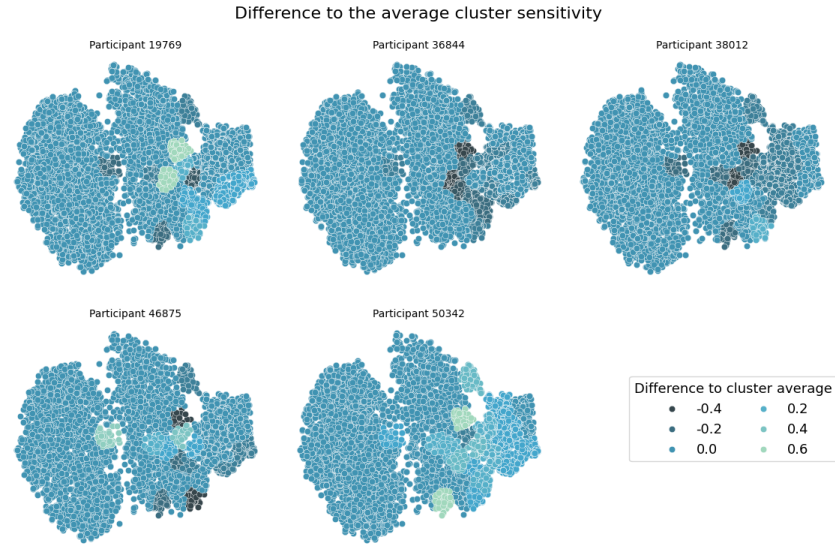 Difference to the average cluster sensitivity
Participant 19769
Participant 36844
Participant 38012
Participant 46875
Participant 50342
Difference to cluster average
-0.4
-0.2
0.0
0.2
0.4
0.6